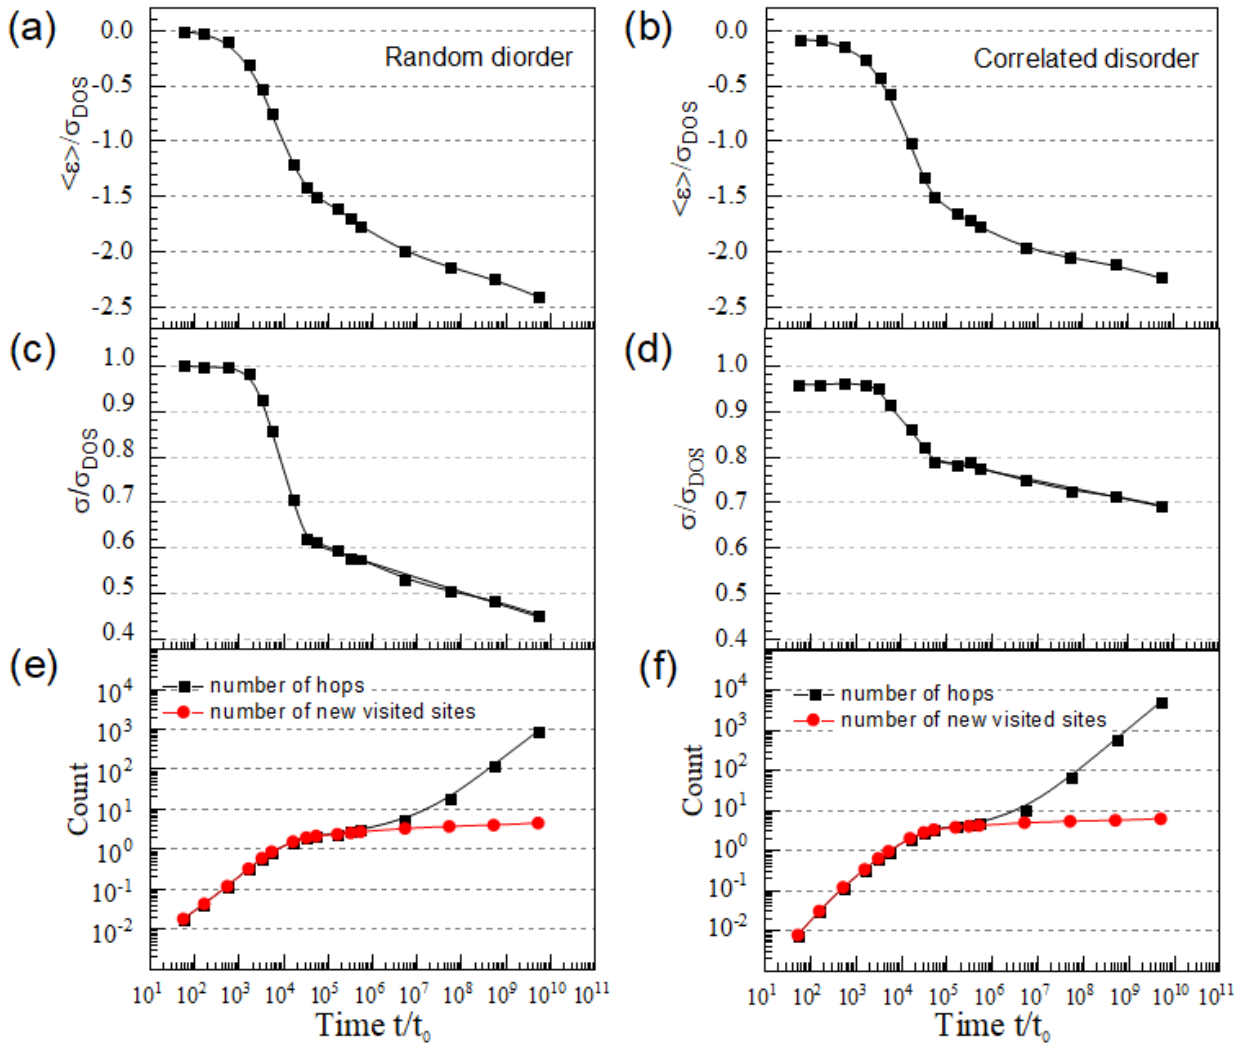 (a)
Random diorder
<ε>/σDOS
0.0
-0.5
-1.0
-1.5
-2.0
-2.5
(b)
Correlated disorder
<ε>/σDOS
0.0
-0.5
-1.0
-1.5
-2.0
-2.5
(c)
σ/σDOS
1.0
0.9
0.8
0.7
0.6
0.5
0.4
(d)
σ/σDOS
1.0
0.9
0.8
0.7
0.6
0.5
0.4
(e)
number of hops
number of new visited sites
Count
10⁴
10³
10²
10¹
10⁰
10⁻¹
10⁻²
10¹ 10² 10³ 10⁴ 10⁵ 10⁶ 10⁷ 10⁸ 10⁹ 10¹⁰ 10¹¹
Time t/t₀
(f)
number of hops
number of new visited sites
Count
10⁴
10³
10²
10¹
10⁰
10⁻¹
10⁻²
10¹ 10² 10³ 10⁴ 10⁵ 10⁶ 10⁷ 10⁸ 10⁹ 10¹⁰ 10¹¹
Time t/t₀